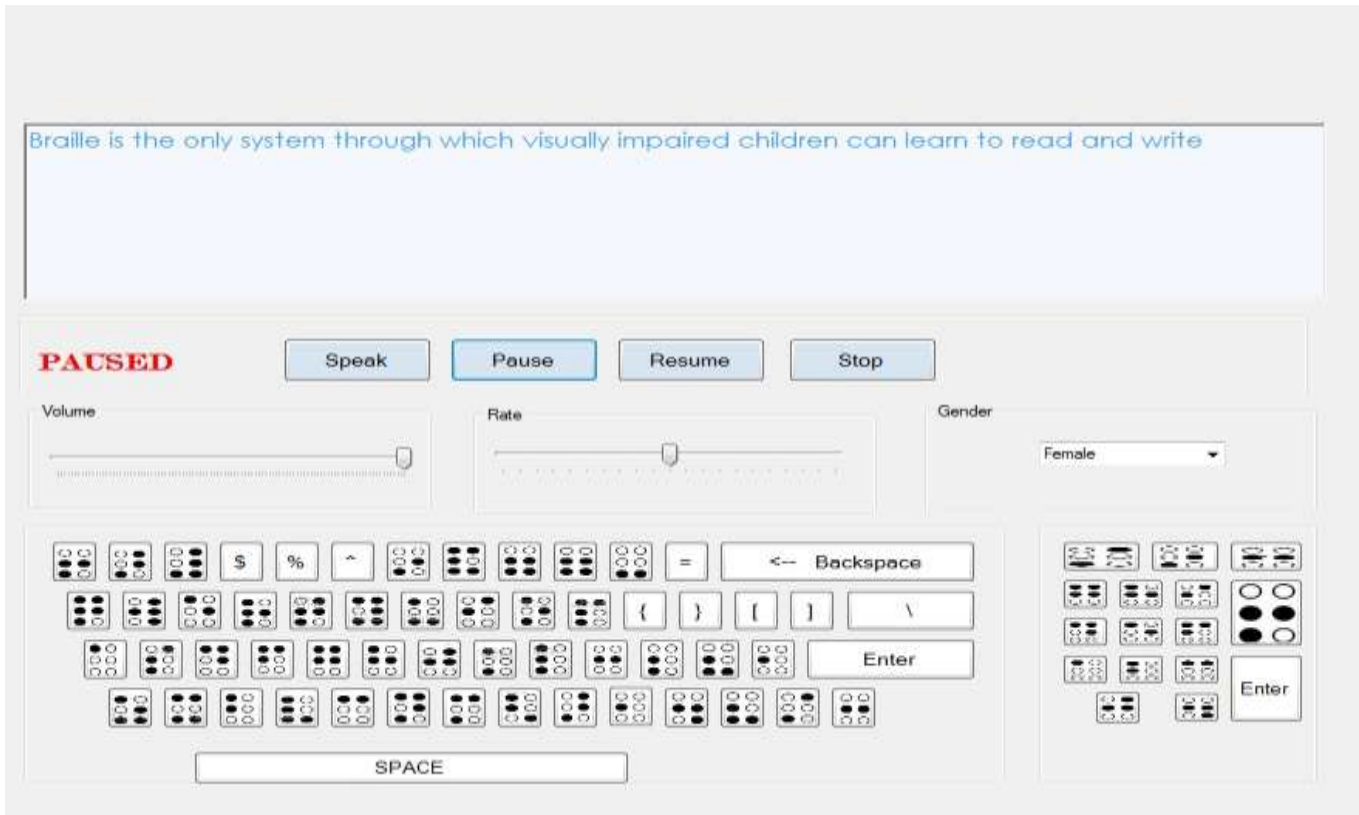 Braille is the only system through which visually impaired children can learn to read and write
PAUSED Speak Pause Resume Stop
Volume Rate Gender
Female
$ % ^ = <-- Backspace
{ } [ ] \
Enter
Enter
SPACE